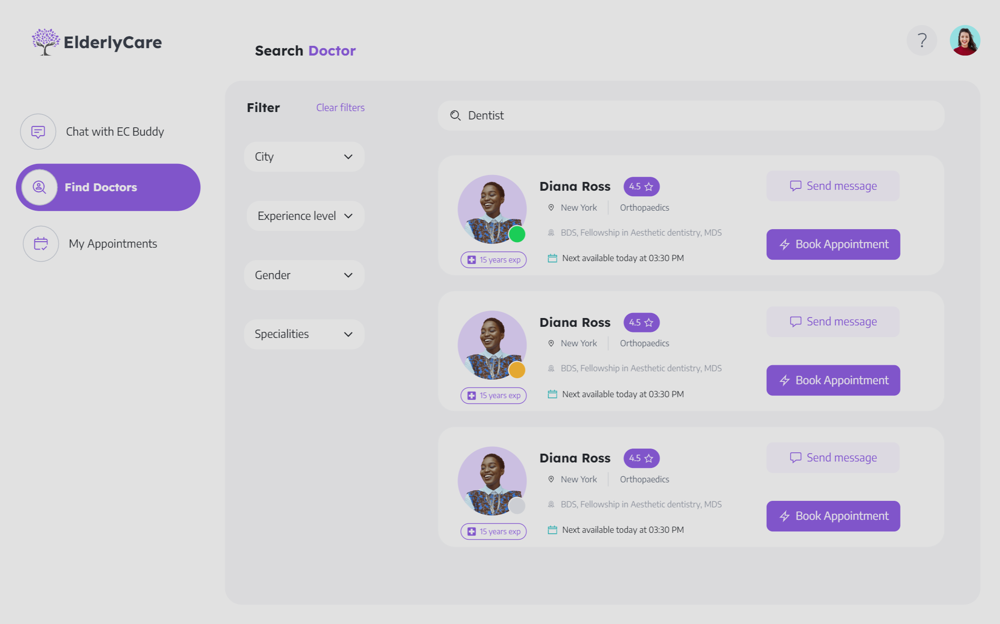 ElderlyCare
Search Doctor
?
Chat with EC Buddy
Find Doctors
My Appointments
Filter
Clear filters
City
Experience level
Gender
Specialities
Dentist
Diana Ross
4.5
New York
Orthopaedics
BDS, Fellowship in Aesthetic dentistry, MDS
15 years exp
Next available today at 03:30 PM
Send message
Book Appointment
Diana Ross
4.5
New York
Orthopaedics
BDS, Fellowship in Aesthetic dentistry, MDS
15 years exp
Next available today at 03:30 PM
Send message
Book Appointment
Diana Ross
4.5
New York
Orthopaedics
BDS, Fellowship in Aesthetic dentistry, MDS
15 years exp
Next available today at 03:30 PM
Send message
Book Appointment